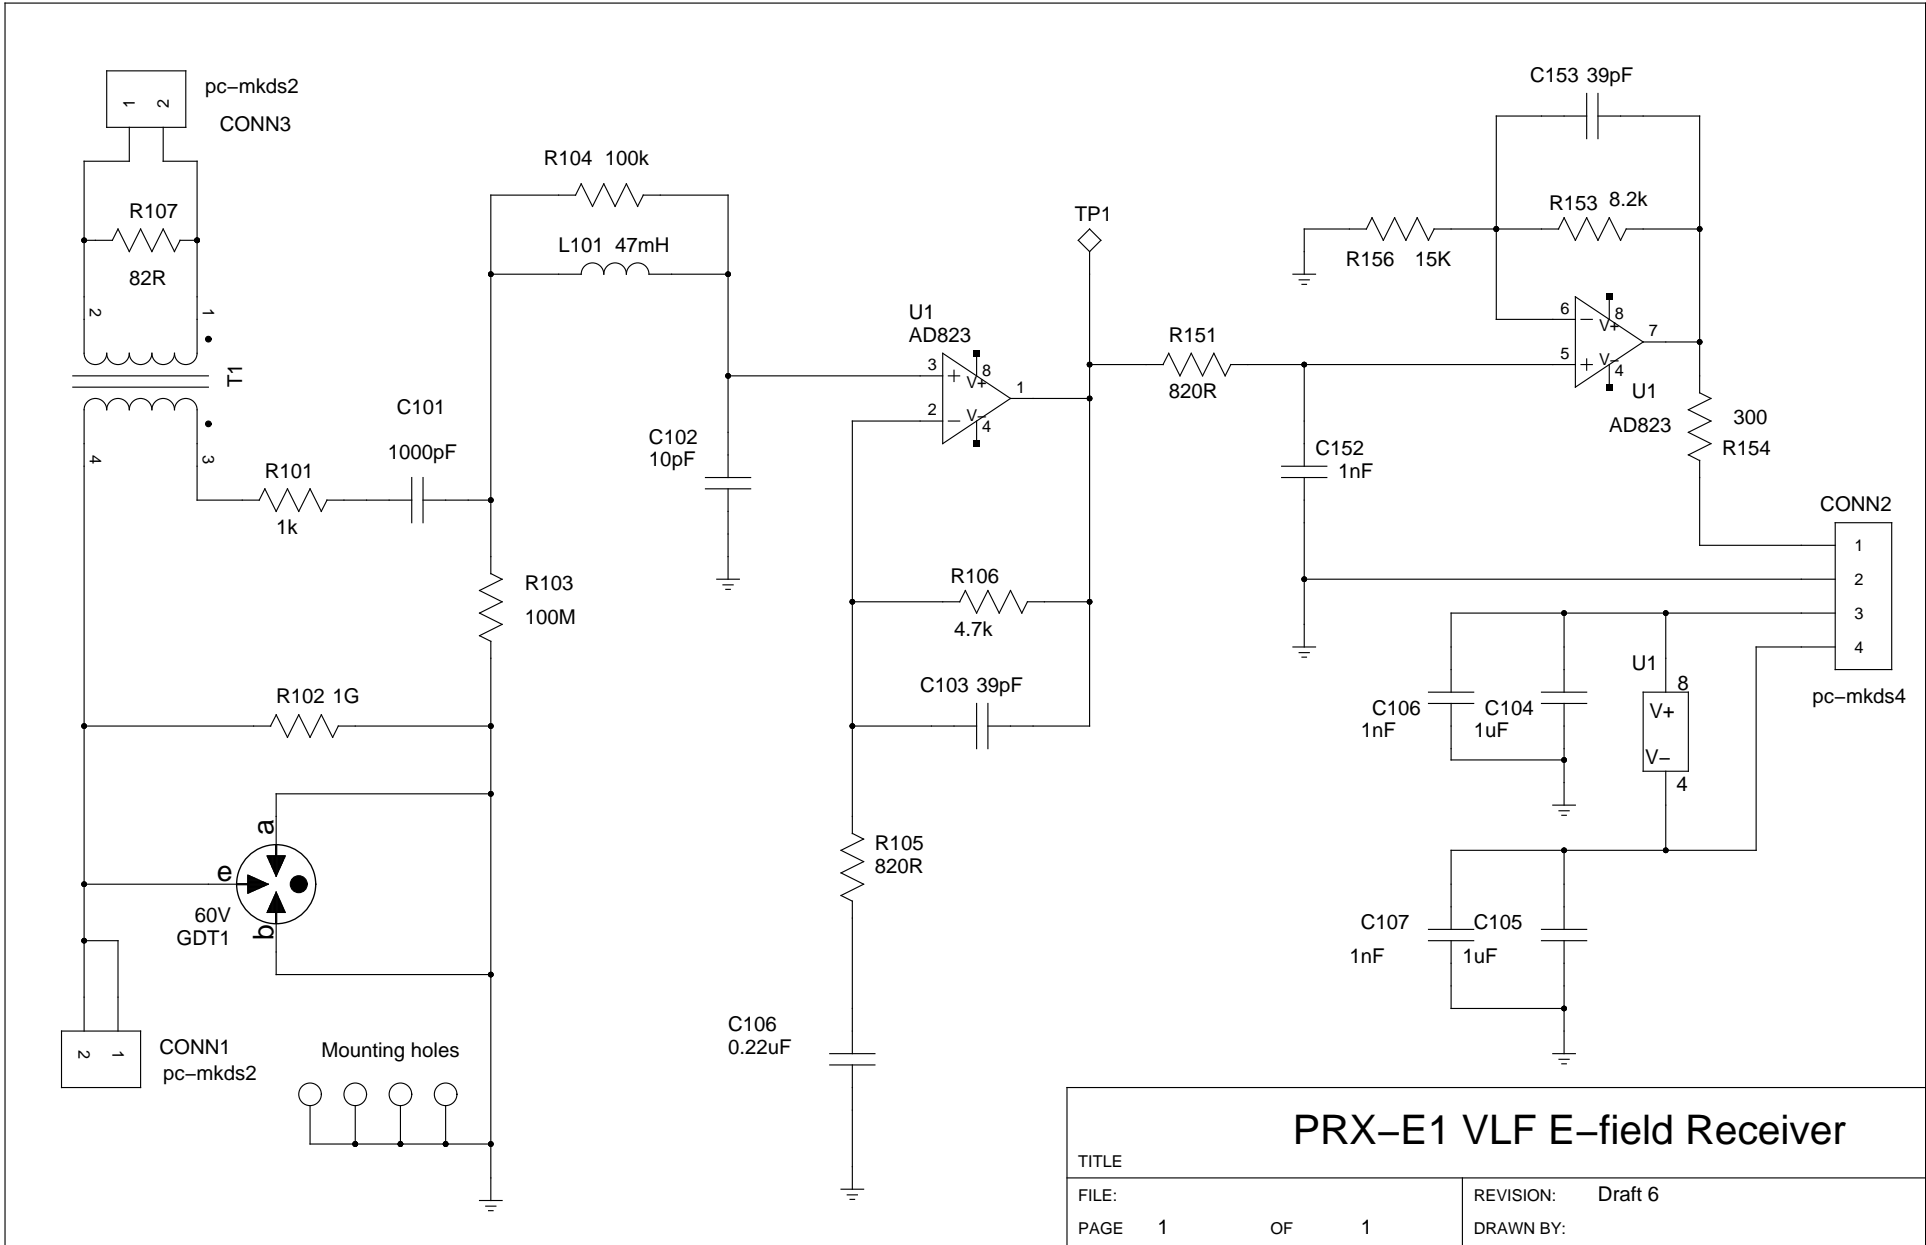 pc−mkds2
CONN3
1
2
R107
82R
2
1
T1
4
3
R101
1k
C101
1000pF
R104 100k
L101 47mH
R103
100M
R102 1G
a
e
b
60V
GDT1
2
1
CONN1
pc−mkds2
Mounting holes
C102
10pF
U1
AD823
3
+
2
−
V+
8
V−
4
1
TP1
R106
4.7k
C103 39pF
R105
820R
C106
0.22uF
R151
820R
C152
1nF
C153 39pF
R153 8.2k
R156 15K
6
−
5
+
V+
8
V−
4
7
U1
AD823
300
R154
CONN2
1
2
3
4
pc−mkds4
C106
1nF
C104
1uF
U1
8
V+
V−
4
C107
1nF
C105
1uF
PRX−E1 VLF E−field Receiver
TITLE
FILE:
REVISION: Draft 6
PAGE 1 OF 1
DRAWN BY: